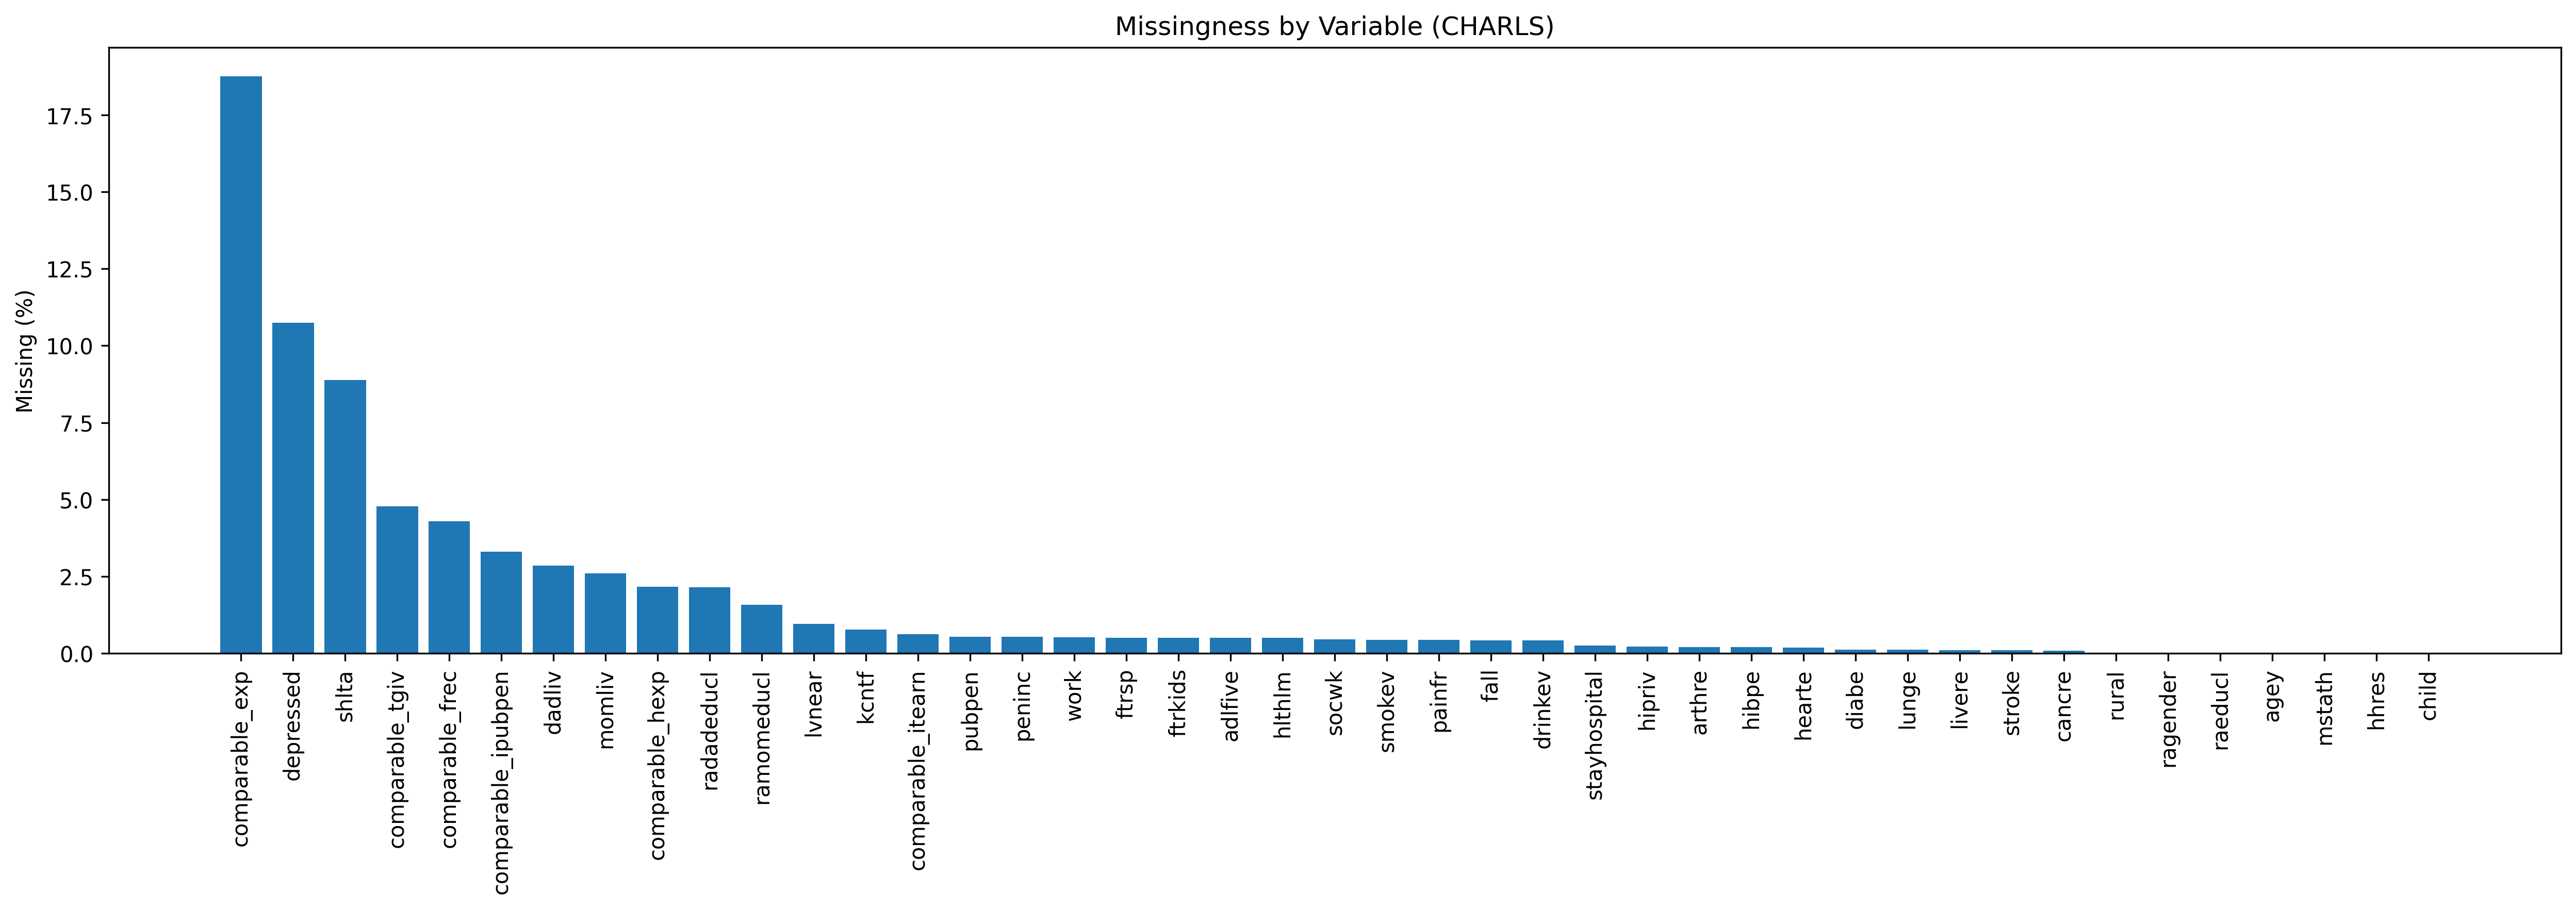 Missingness by Variable (CHARLS)
Missing (%)
17.5
15.0
12.5
10.0
7.5
5.0
2.5
0.0
comparable_exp
depressed
shlta
comparable_tgiv
comparable_frec
comparable_ipubpen
dadliv
momliv
comparable_hexp
radadeducl
ramomeducl
lvnear
kcntf
comparable_itearn
pubpen
peninc
work
ftrsp
ftrkids
adlfive
hlthlm
socwk
smokev
painfr
fall
drinkev
stayhospital
hipriv
arthre
hibpe
hearte
diabe
lunge
livere
stroke
cancre
rural
ragender
raeducl
agey
mstath
hhres
child